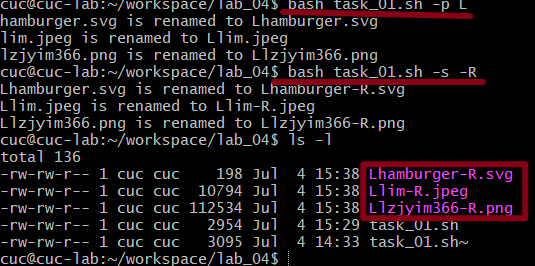 cuc@cuc-lab:~/workspace/lab_04$ bash task_01.sh -p L
hamburger.svg is renamed to Lhamburger.svg
lim.jpeg is renamed to Llim.jpeg
lzjyim366.png is renamed to Llzjyim366.png
cuc@cuc-lab:~/workspace/lab_04$ bash task_01.sh -s -R
Lhamburger.svg is renamed to Lhamburger-R.svg
Llim.jpeg is renamed to Llim-R.jpeg
Llzjyim366.png is renamed to Llzjyim366-R.png
cuc@cuc-lab:~/workspace/lab_04$ ls -l
total 136
-rw-rw-r-- 1 cuc cuc    198 Jul  4 15:38 Lhamburger-R.svg
-rw-rw-r-- 1 cuc cuc  10794 Jul  4 15:38 Llim-R.jpeg
-rw-rw-r-- 1 cuc cuc 112534 Jul  4 15:38 Llzjyim366-R.png
-rw-rw-r-- 1 cuc cuc   2954 Jul  4 15:29 task_01.sh
-rw-rw-r-- 1 cuc cuc   3095 Jul  4 14:33 task_01.sh~
cuc@cuc-lab:~/workspace/lab_04$